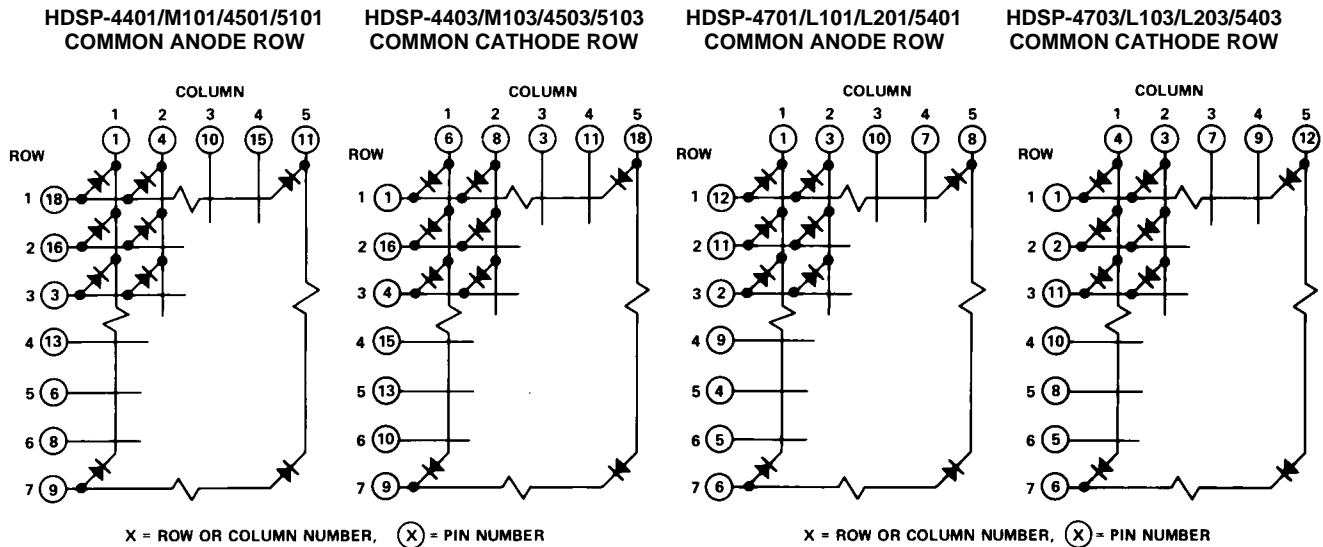 HDSP-4401/M101/4501/5101
COMMON ANODE ROW
HDSP-4403/M103/4503/5103
COMMON CATHODE ROW
HDSP-4701/L101/L201/5401
COMMON ANODE ROW
HDSP-4703/L103/L203/5403
COMMON CATHODE ROW
COLUMN
1 2 3 4 5
1 4 10 15 11
ROW
1 18
2 16
3 3
4 13
5 6
6 8
7 9
COLUMN
1 2 3 4 5
6 8 3 11 18
ROW
1 1
2 16
3 4
4 15
5 13
6 10
7 9
X = ROW OR COLUMN NUMBER, X = PIN NUMBER
COLUMN
1 2 3 4 5
1 3 10 7 8
ROW
1 12
2 11
3 2
4 9
5 4
6 5
7 6
COLUMN
1 2 3 4 5
4 3 7 9 12
ROW
1 1
2 2
3 11
4 10
5 8
6 5
7 6
X = ROW OR COLUMN NUMBER, X = PIN NUMBER